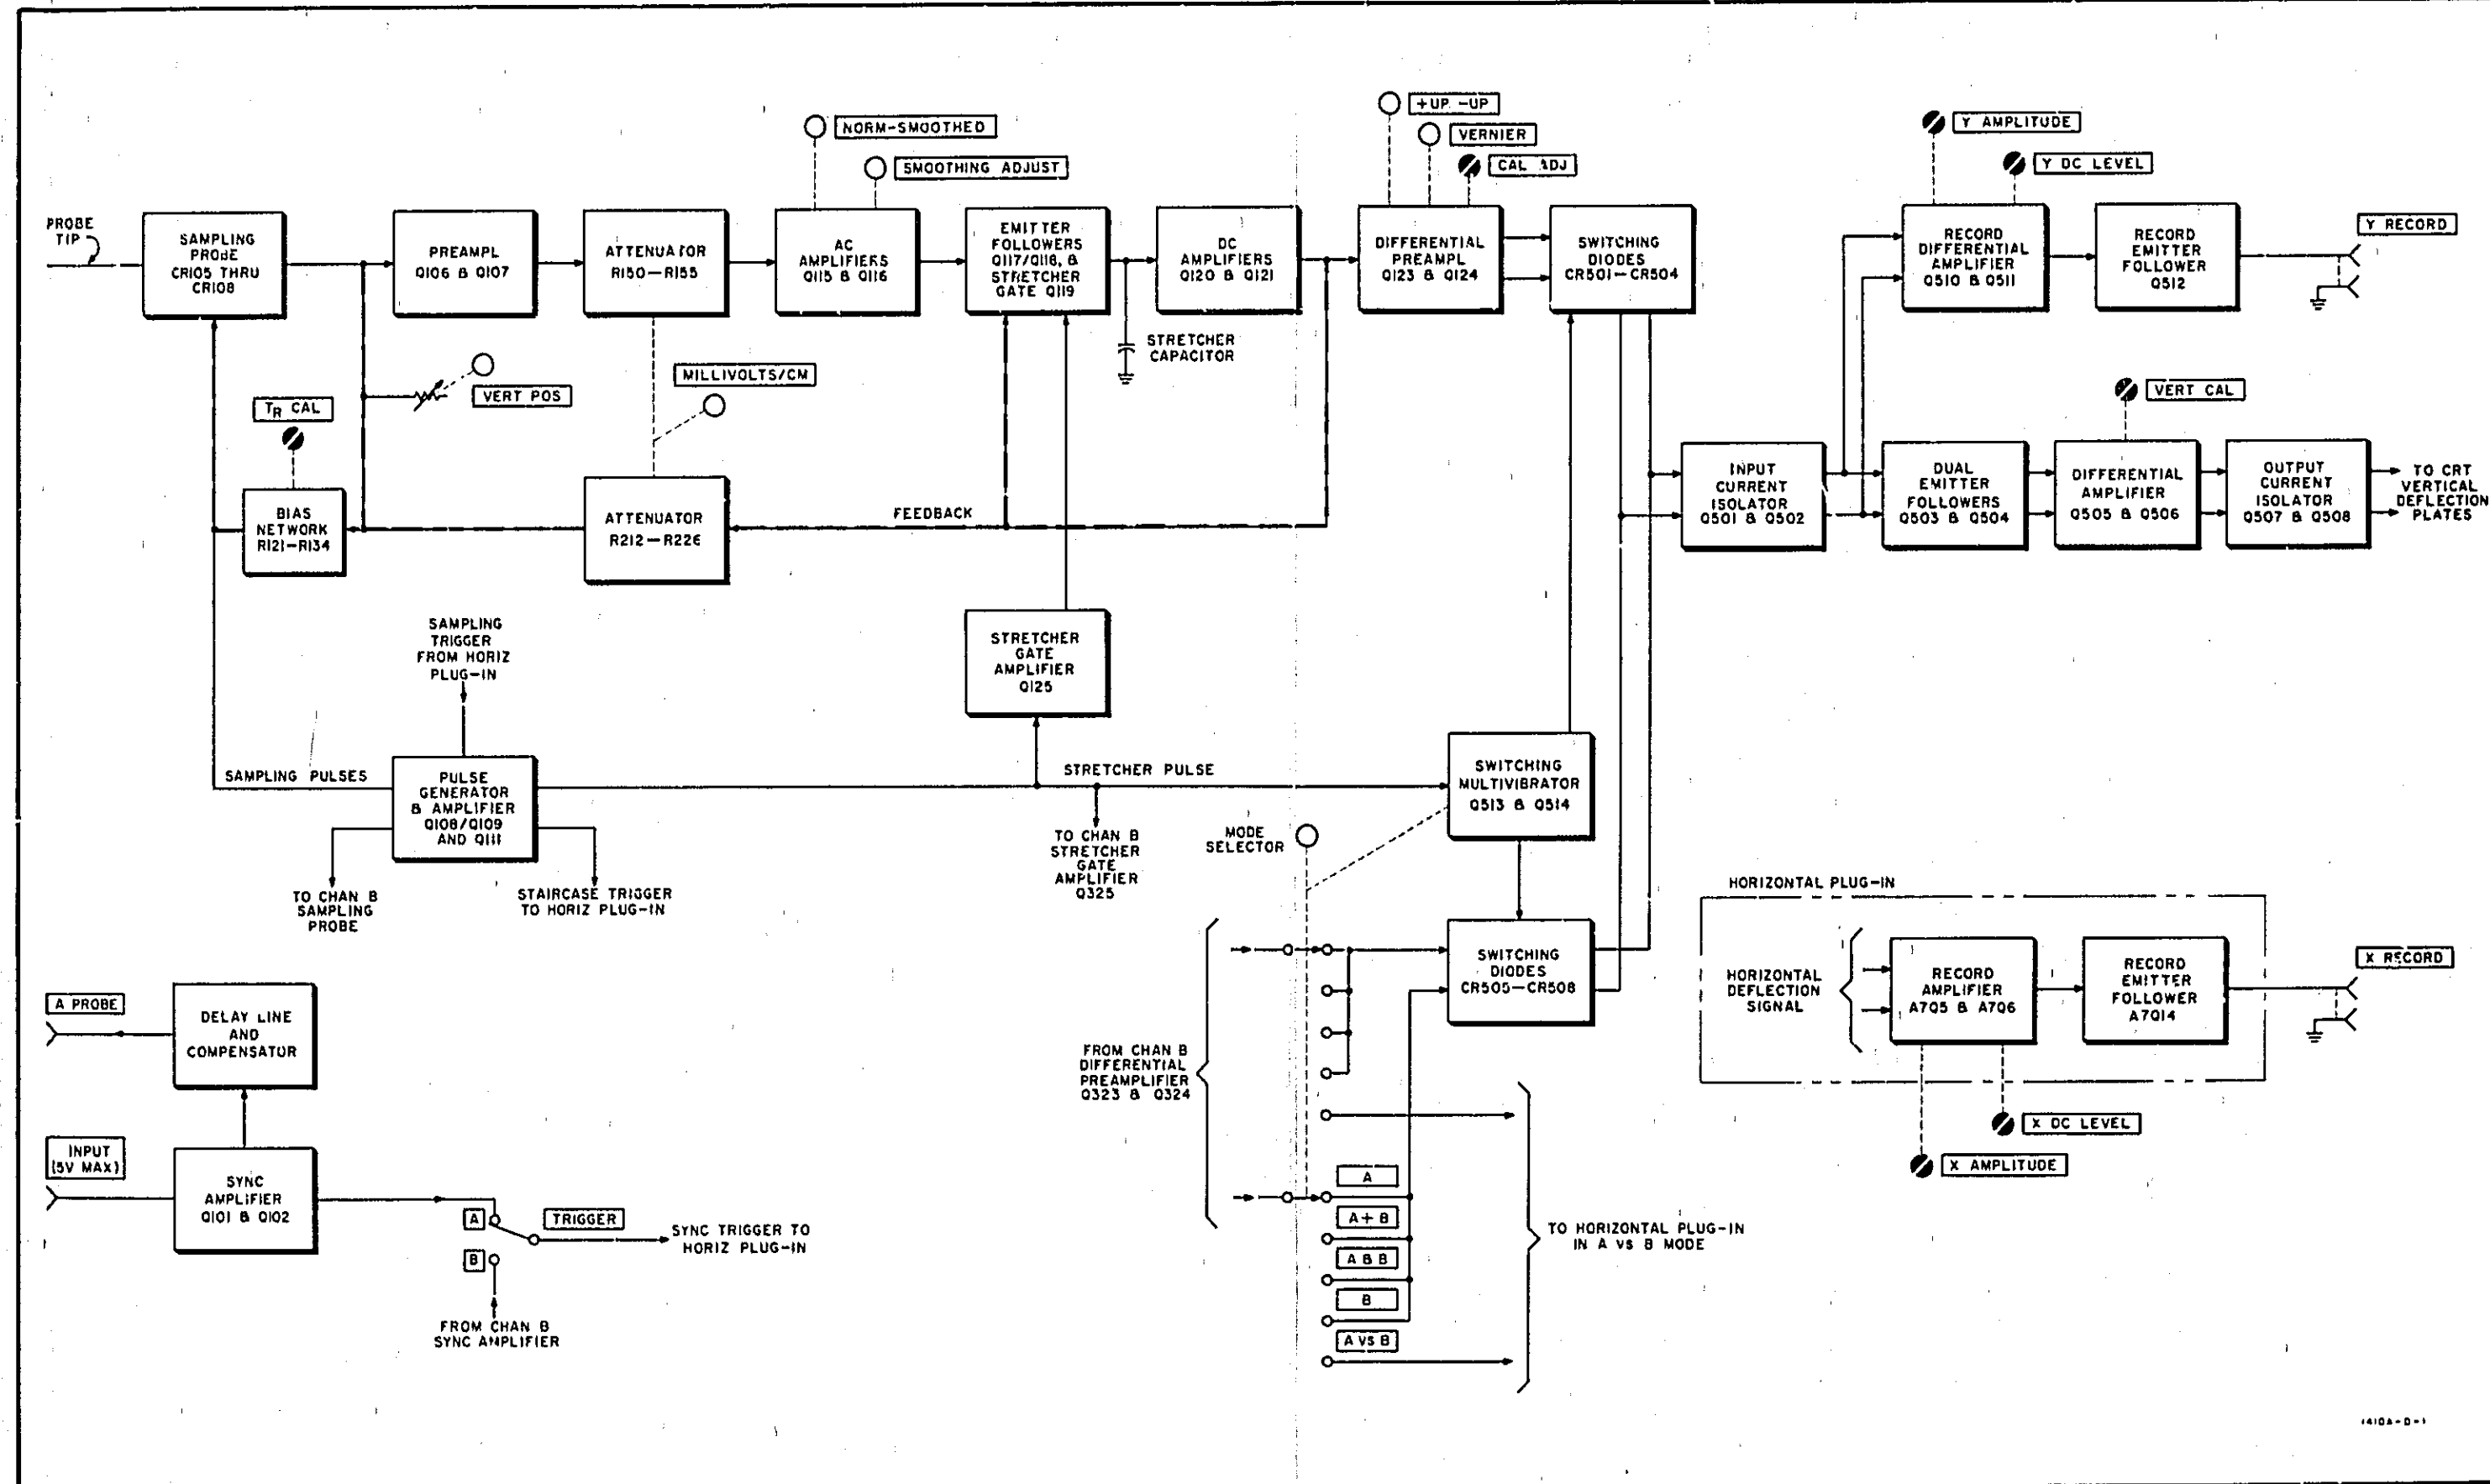 +UP -UP
VERNIER
CAL ADJ
NORM-SMOOTHED
SMOOTHING ADJUST
Y AMPLITUDE
Y DC LEVEL
PROBE
TIP
SAMPLING
PROBE
CR105 THRU
CR108
PREAMPL
Q106 & Q107
ATTENUATOR
R150-R155
AC
AMPLIFIERS
Q115 & Q116
EMITTER
FOLLOWERS
Q117/Q118, &
STRETCHER
GATE Q119
DC
AMPLIFIERS
Q120 & Q121
DIFFERENTIAL
PREAMPL
Q123 & Q124
SWITCHING
DIODES
CR501-CR504
RECORD
DIFFERENTIAL
AMPLIFIER
Q510 & Q511
RECORD
EMITTER
FOLLOWER
Q512
Y RECORD
STRETCHER
CAPACITOR
MILLIVOLTS/CM
VERT POS
TR CAL
VERT CAL
BIAS
NETWORK
R121-R134
ATTENUATOR
R212-R226
FEEDBACK
INPUT
CURRENT
ISOLATOR
Q501 & Q502
DUAL
EMITTER
FOLLOWERS
Q503 & Q504
DIFFERENTIAL
AMPLIFIER
Q505 & Q506
OUTPUT
CURRENT
ISOLATOR
Q507 & Q508
TO CRT
VERTICAL
DEFLECTION
PLATES
SAMPLING
TRIGGER
FROM HORIZ
PLUG-IN
STRETCHER
GATE
AMPLIFIER
Q125
SAMPLING PULSES
PULSE
GENERATOR
& AMPLIFIER
Q108/Q109
AND Q111
STRETCHER PULSE
SWITCHING
MULTIVIBRATOR
Q513 & Q514
TO CHAN B
SAMPLING
PROBE
STAIRCASE TRIGGER
TO HORIZ PLUG-IN
TO CHAN B
STRETCHER
GATE
AMPLIFIER
Q325
MODE
SELECTOR
HORIZONTAL PLUG-IN
SWITCHING
DIODES
CR505-CR508
HORIZONTAL
DEFLECTION
SIGNAL
RECORD
AMPLIFIER
A7Q5 & A7Q6
RECORD
EMITTER
FOLLOWER
A7Q14
X RECORD
A PROBE
DELAY LINE
AND
COMPENSATOR
FROM CHAN B
DIFFERENTIAL
PREAMPLIFIER
Q323 & Q324
X DC LEVEL
X AMPLITUDE
INPUT
(5V MAX)
SYNC
AMPLIFIER
Q101 & Q102
A
TRIGGER
B
SYNC TRIGGER TO
HORIZ PLUG-IN
FROM CHAN B
SYNC AMPLIFIER
A
A+B
A & B
B
A VS B
TO HORIZONTAL PLUG-IN
IN A VS B MODE
1410A-D-1